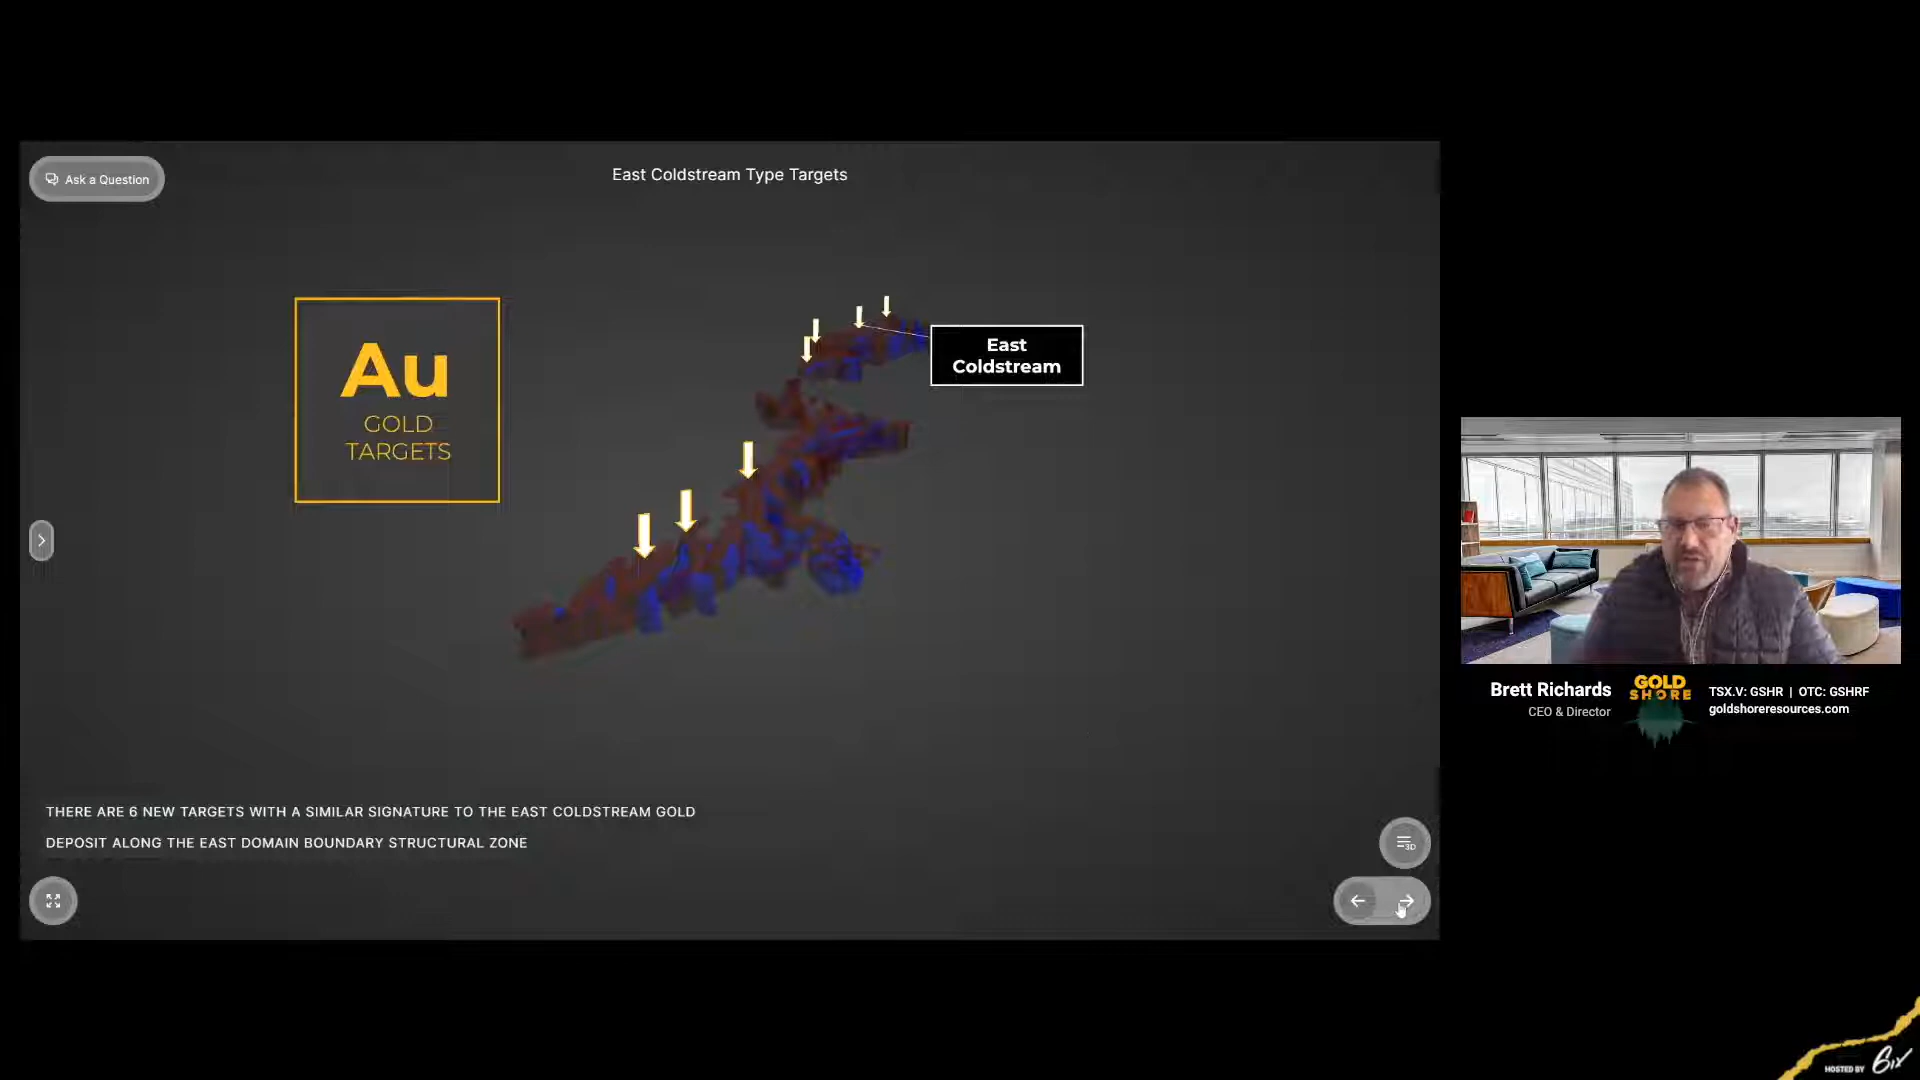 Ask a Question
East Coldstream Type Targets
Au
GOLD
TARGETS
East
Coldstream
THERE ARE 6 NEW TARGETS WITH A SIMILAR SIGNATURE TO THE EAST COLDSTREAM GOLD
DEPOSIT ALONG THE EAST DOMAIN BOUNDARY STRUCTURAL ZONE
3D
Brett Richards
CEO & Director
GOLD
SHORE
TSX.V: GSHR | OTC: GSHRF
goldshoreresources.com
HOSTED BY 6ix